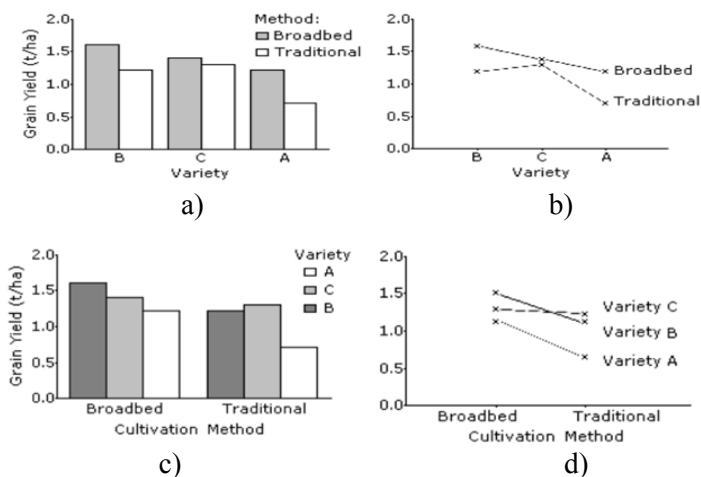 Grain Yield (t/ha)
2.0
1.5
1.0
0.5
0.0
Method:
Broadbed
Traditional
B C A
Variety
a)
2.0
1.5
1.0
0.5
0.0
Broadbed
Traditional
B C A
Variety
b)
Grain Yield (t/ha)
2.0
1.5
1.0
0.5
0.0
Variety
A
C
B
Broadbed Traditional
Cultivation Method
c)
2.0
1.5
1.0
0.5
0.0
Variety C
Variety B
Variety A
Broadbed Traditional
Cultivation Method
d)